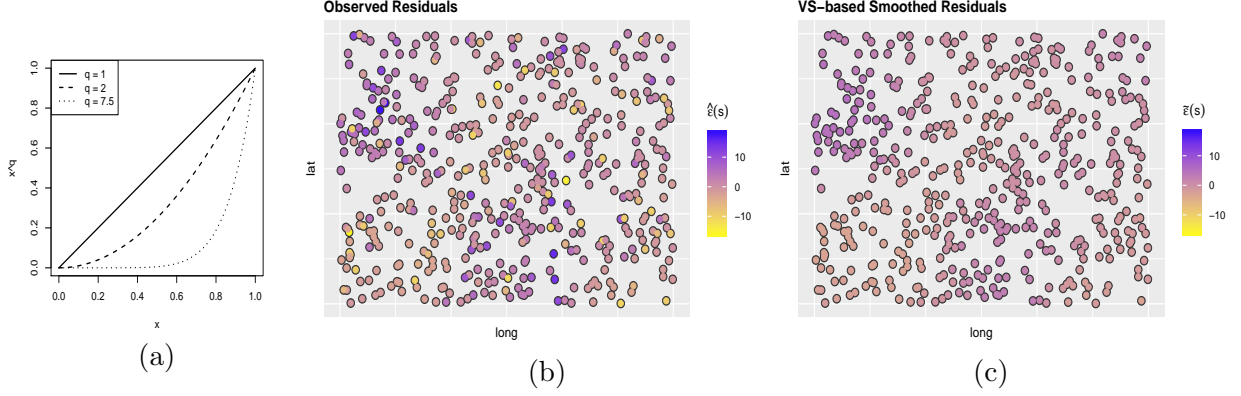 Observed Residuals
VS-based Smoothed Residuals
q = 1
q = 2
q = 7.5
x^q
0.0
0.2
0.4
0.6
0.8
1.0
0.0
0.2
0.4
0.6
0.8
1.0
x
(a)
lat
long
ε̂(s)
10
0
−10
(b)
lat
long
ε̃(s)
10
0
−10
(c)